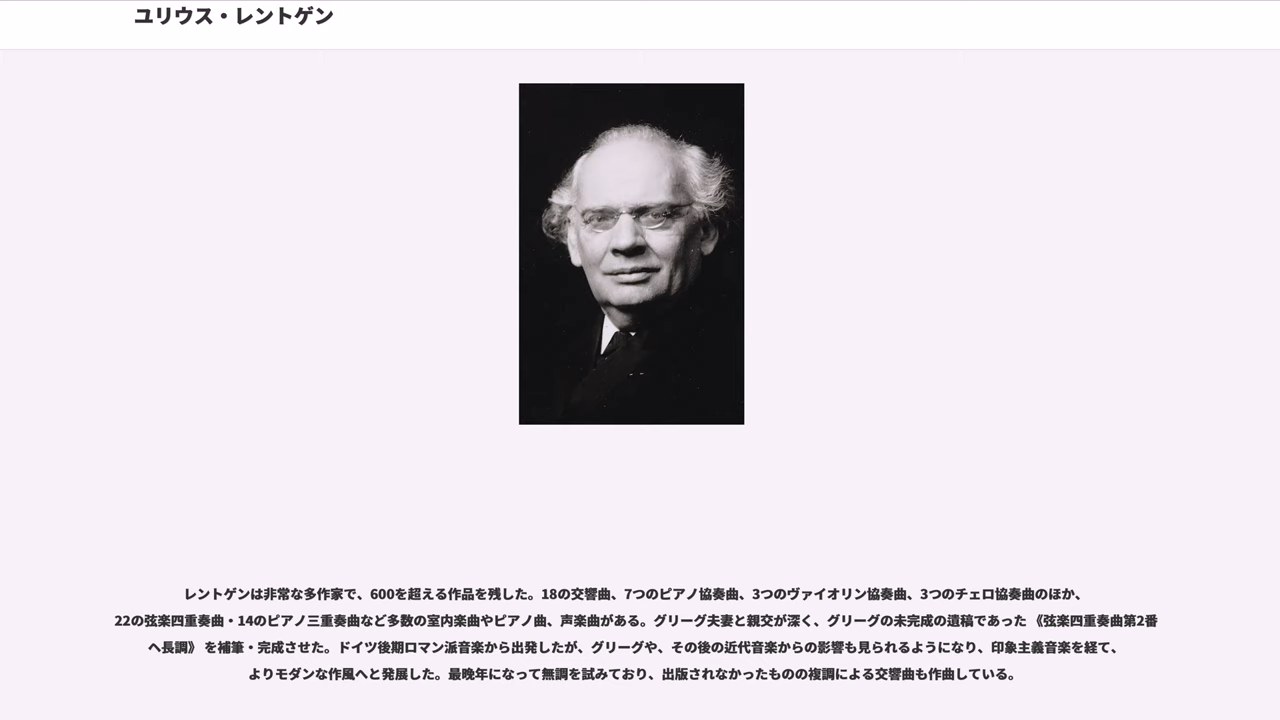 ユリウス・レントゲン
レントゲンは非常な多作家で、600を超える作品を残した。18の交響曲、7つのピアノ協奏曲、3つのヴァイオリン協奏曲、3つのチェロ協奏曲のほか、
22の弦楽四重奏曲・14のピアノ三重奏曲など多数の室内楽曲やピアノ曲、声楽曲がある。グリーグ夫妻と親交が深く、グリーグの未完成の遺稿であった 《弦楽四重奏曲第2番
ヘ長調》 を補筆・完成させた。ドイツ後期ロマン派音楽から出発したが、グリーグや、その後の近代音楽からの影響も見られるようになり、印象主義音楽を経て、
よりモダンな作風へと発展した。最晩年になって無調を試みており、出版されなかったものの複調による交響曲も作曲している。